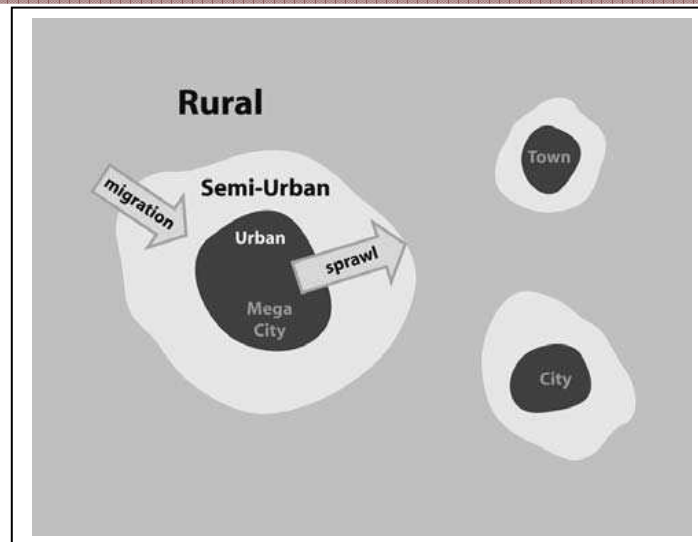 Rural
migration
Semi-Urban
Urban
sprawl
Mega
City
Town
City